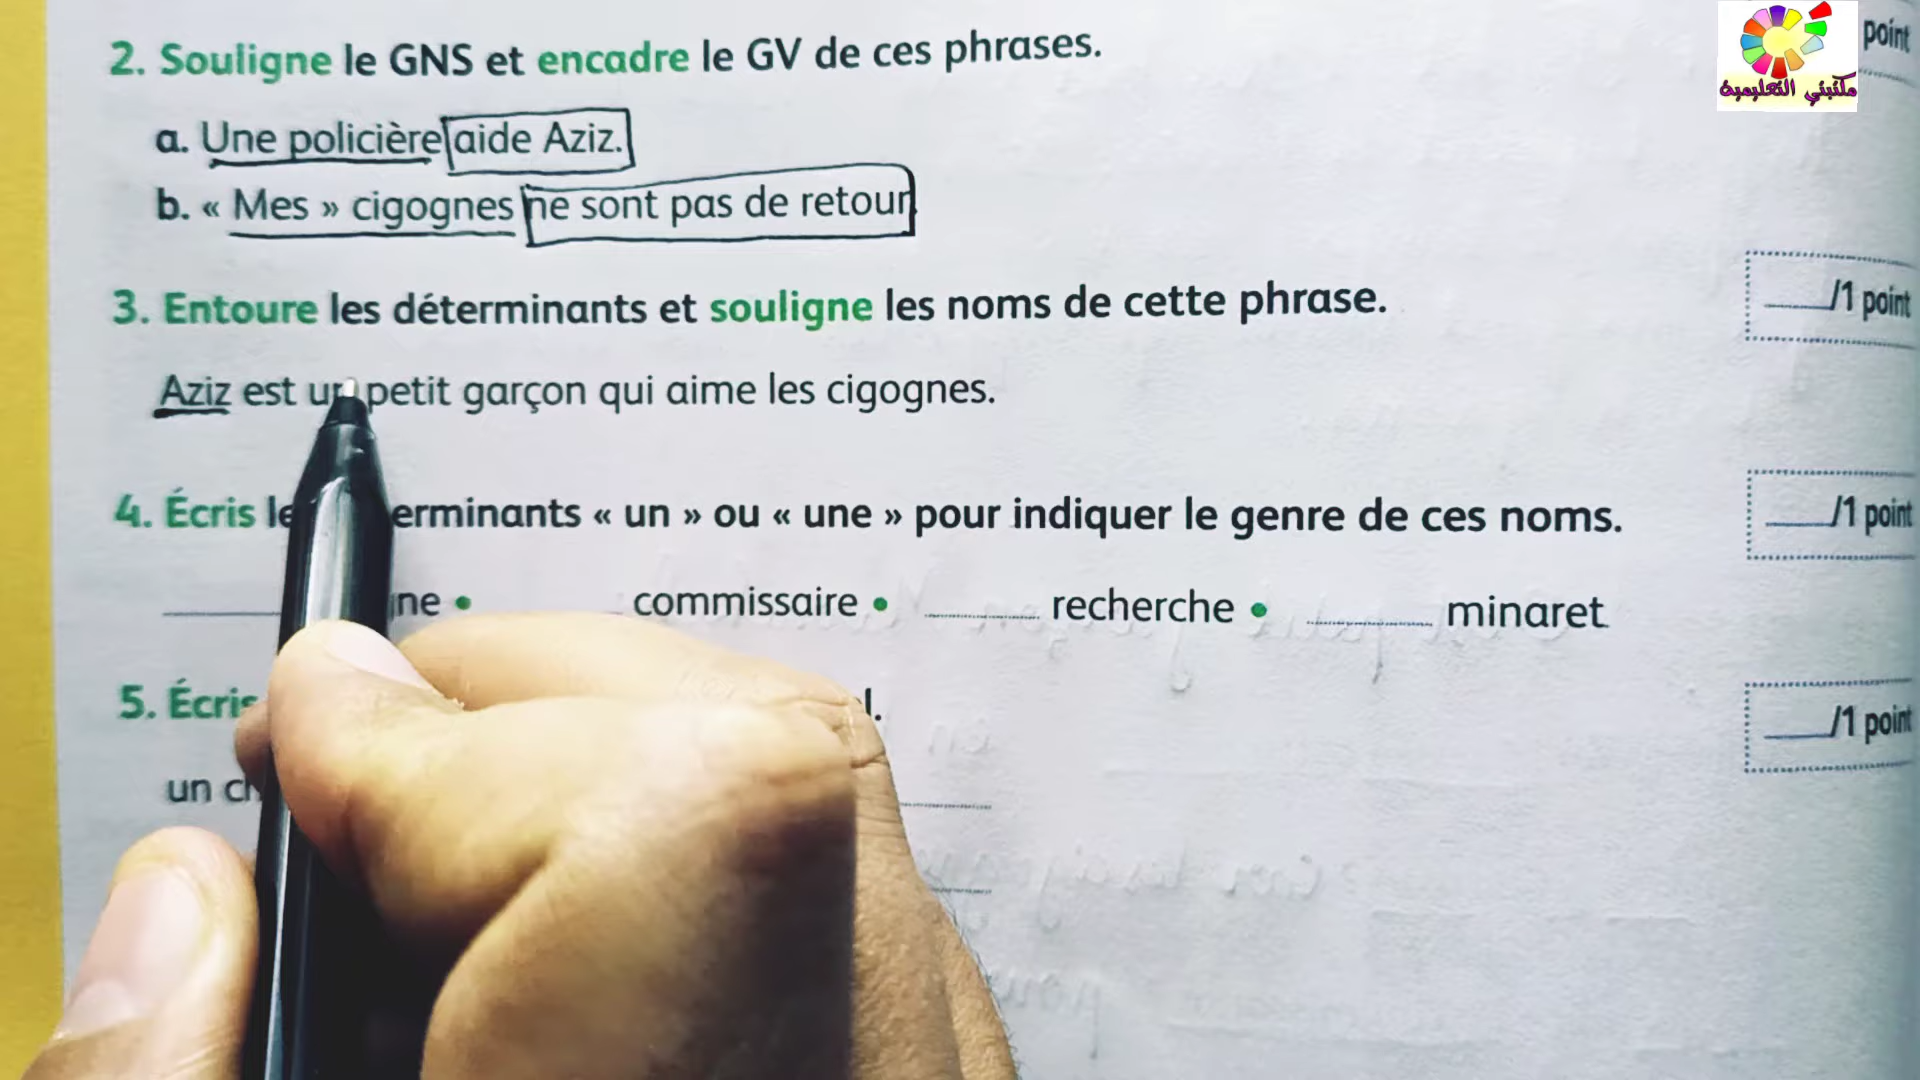 2. Souligne le GNS et encadre le GV de ces phrases.
point
مكتبتي التعليمية
a. Une policière aide Aziz.
b. « Mes » cigognes ne sont pas de retour.
3. Entoure les déterminants et souligne les noms de cette phrase.
/1 point
Aziz est un petit garçon qui aime les cigognes.
4. Écris erminants « un » ou « une » pour indiquer le genre de ces noms.
/1 point
commissaire • recherche • minaret
5. Écris
/1 point
un